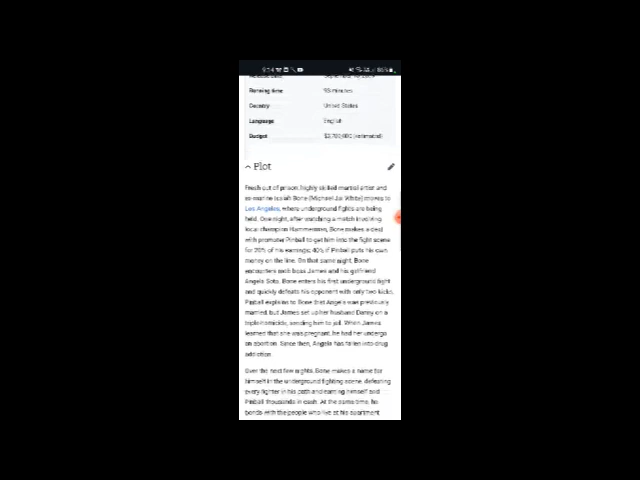 Running time 95 minutes
Country United States
Language English
Budget (estimated)
Plot
Fresh out of prison, highly skilled martial artist and
ex-marine Isaiah Bone (Michael Jai White) moves to
Los Angeles, where underground fights are being
held. One night, after watching a match involving
local champion Hammerman, Bone makes a deal
with promoter Pinball to get him into the fight scene
for 20% of his earnings; 40% if Pinball puts his own
money on the line. On that same night, Bone
encounters mob boss James and his girlfriend
Angela Soto. Bone enters his first underground fight
and quickly defeats his opponent with only two kicks.
Pinball explains to Bone that Angela was previously
married, but James set up her husband Danny on a
triple-homicide, sending him to jail. When James
learned that she was pregnant, he had her undergo
an abortion. Since then, Angela has fallen into drug
addiction.
Over the next few nights, Bone makes a name for
himself in the underground fighting scene, defeating
every fighter in his path and earning himself and
Pinball thousands in cash. At the same time, he
bonds with the people who live at his apartment